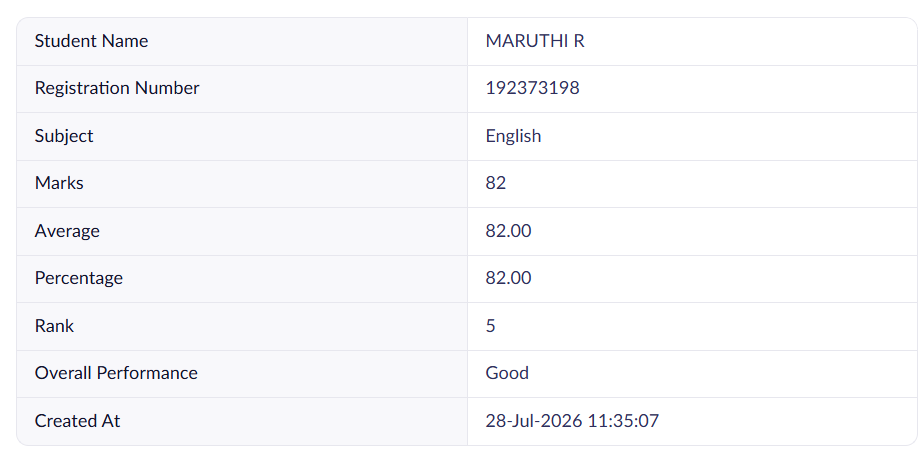 Student Name MARUTHI R
Registration Number 192373198
Subject English
Marks 82
Average 82.00
Percentage 82.00
Rank 5
Overall Performance Good
Created At 28-Jul-2026 11:35:07